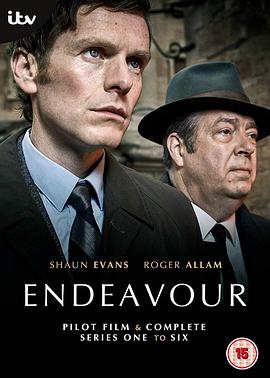 itv
SHAUN EVANS ROGER ALLAM
ENDEAVOUR
PILOT FILM & COMPLETE
SERIES ONE TO SIX
15